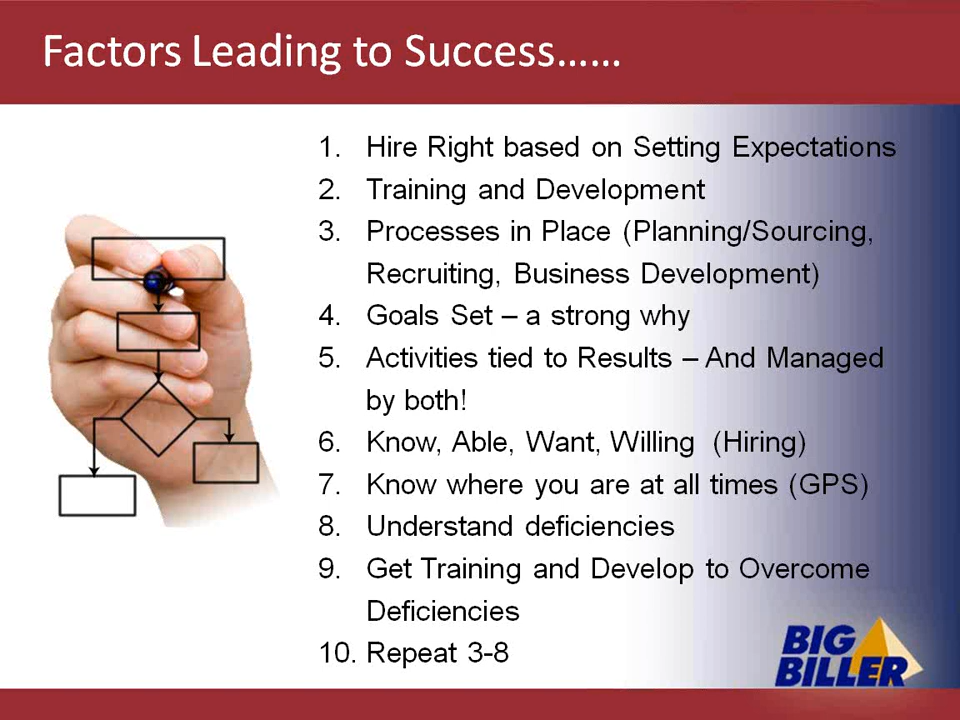 Factors Leading to Success......
1. Hire Right based on Setting Expectations
2. Training and Development
3. Processes in Place (Planning/Sourcing,
Recruiting, Business Development)
4. Goals Set – a strong why
5. Activities tied to Results – And Managed
by both!
6. Know, Able, Want, Willing (Hiring)
7. Know where you are at all times (GPS)
8. Understand deficiencies
9. Get Training and Develop to Overcome
Deficiencies
10. Repeat 3-8
BIG
BILLER